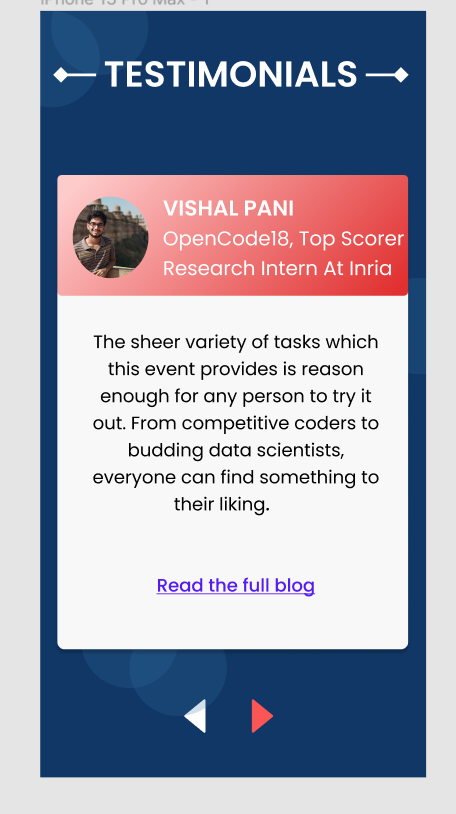 iPhone 13 Pro Max - 1
TESTIMONIALS
VISHAL PANI
OpenCode18, Top Scorer
Research Intern At Inria
The sheer variety of tasks which
this event provides is reason
enough for any person to try it
out. From competitive coders to
budding data scientists,
everyone can find something to
their liking.
Read the full blog